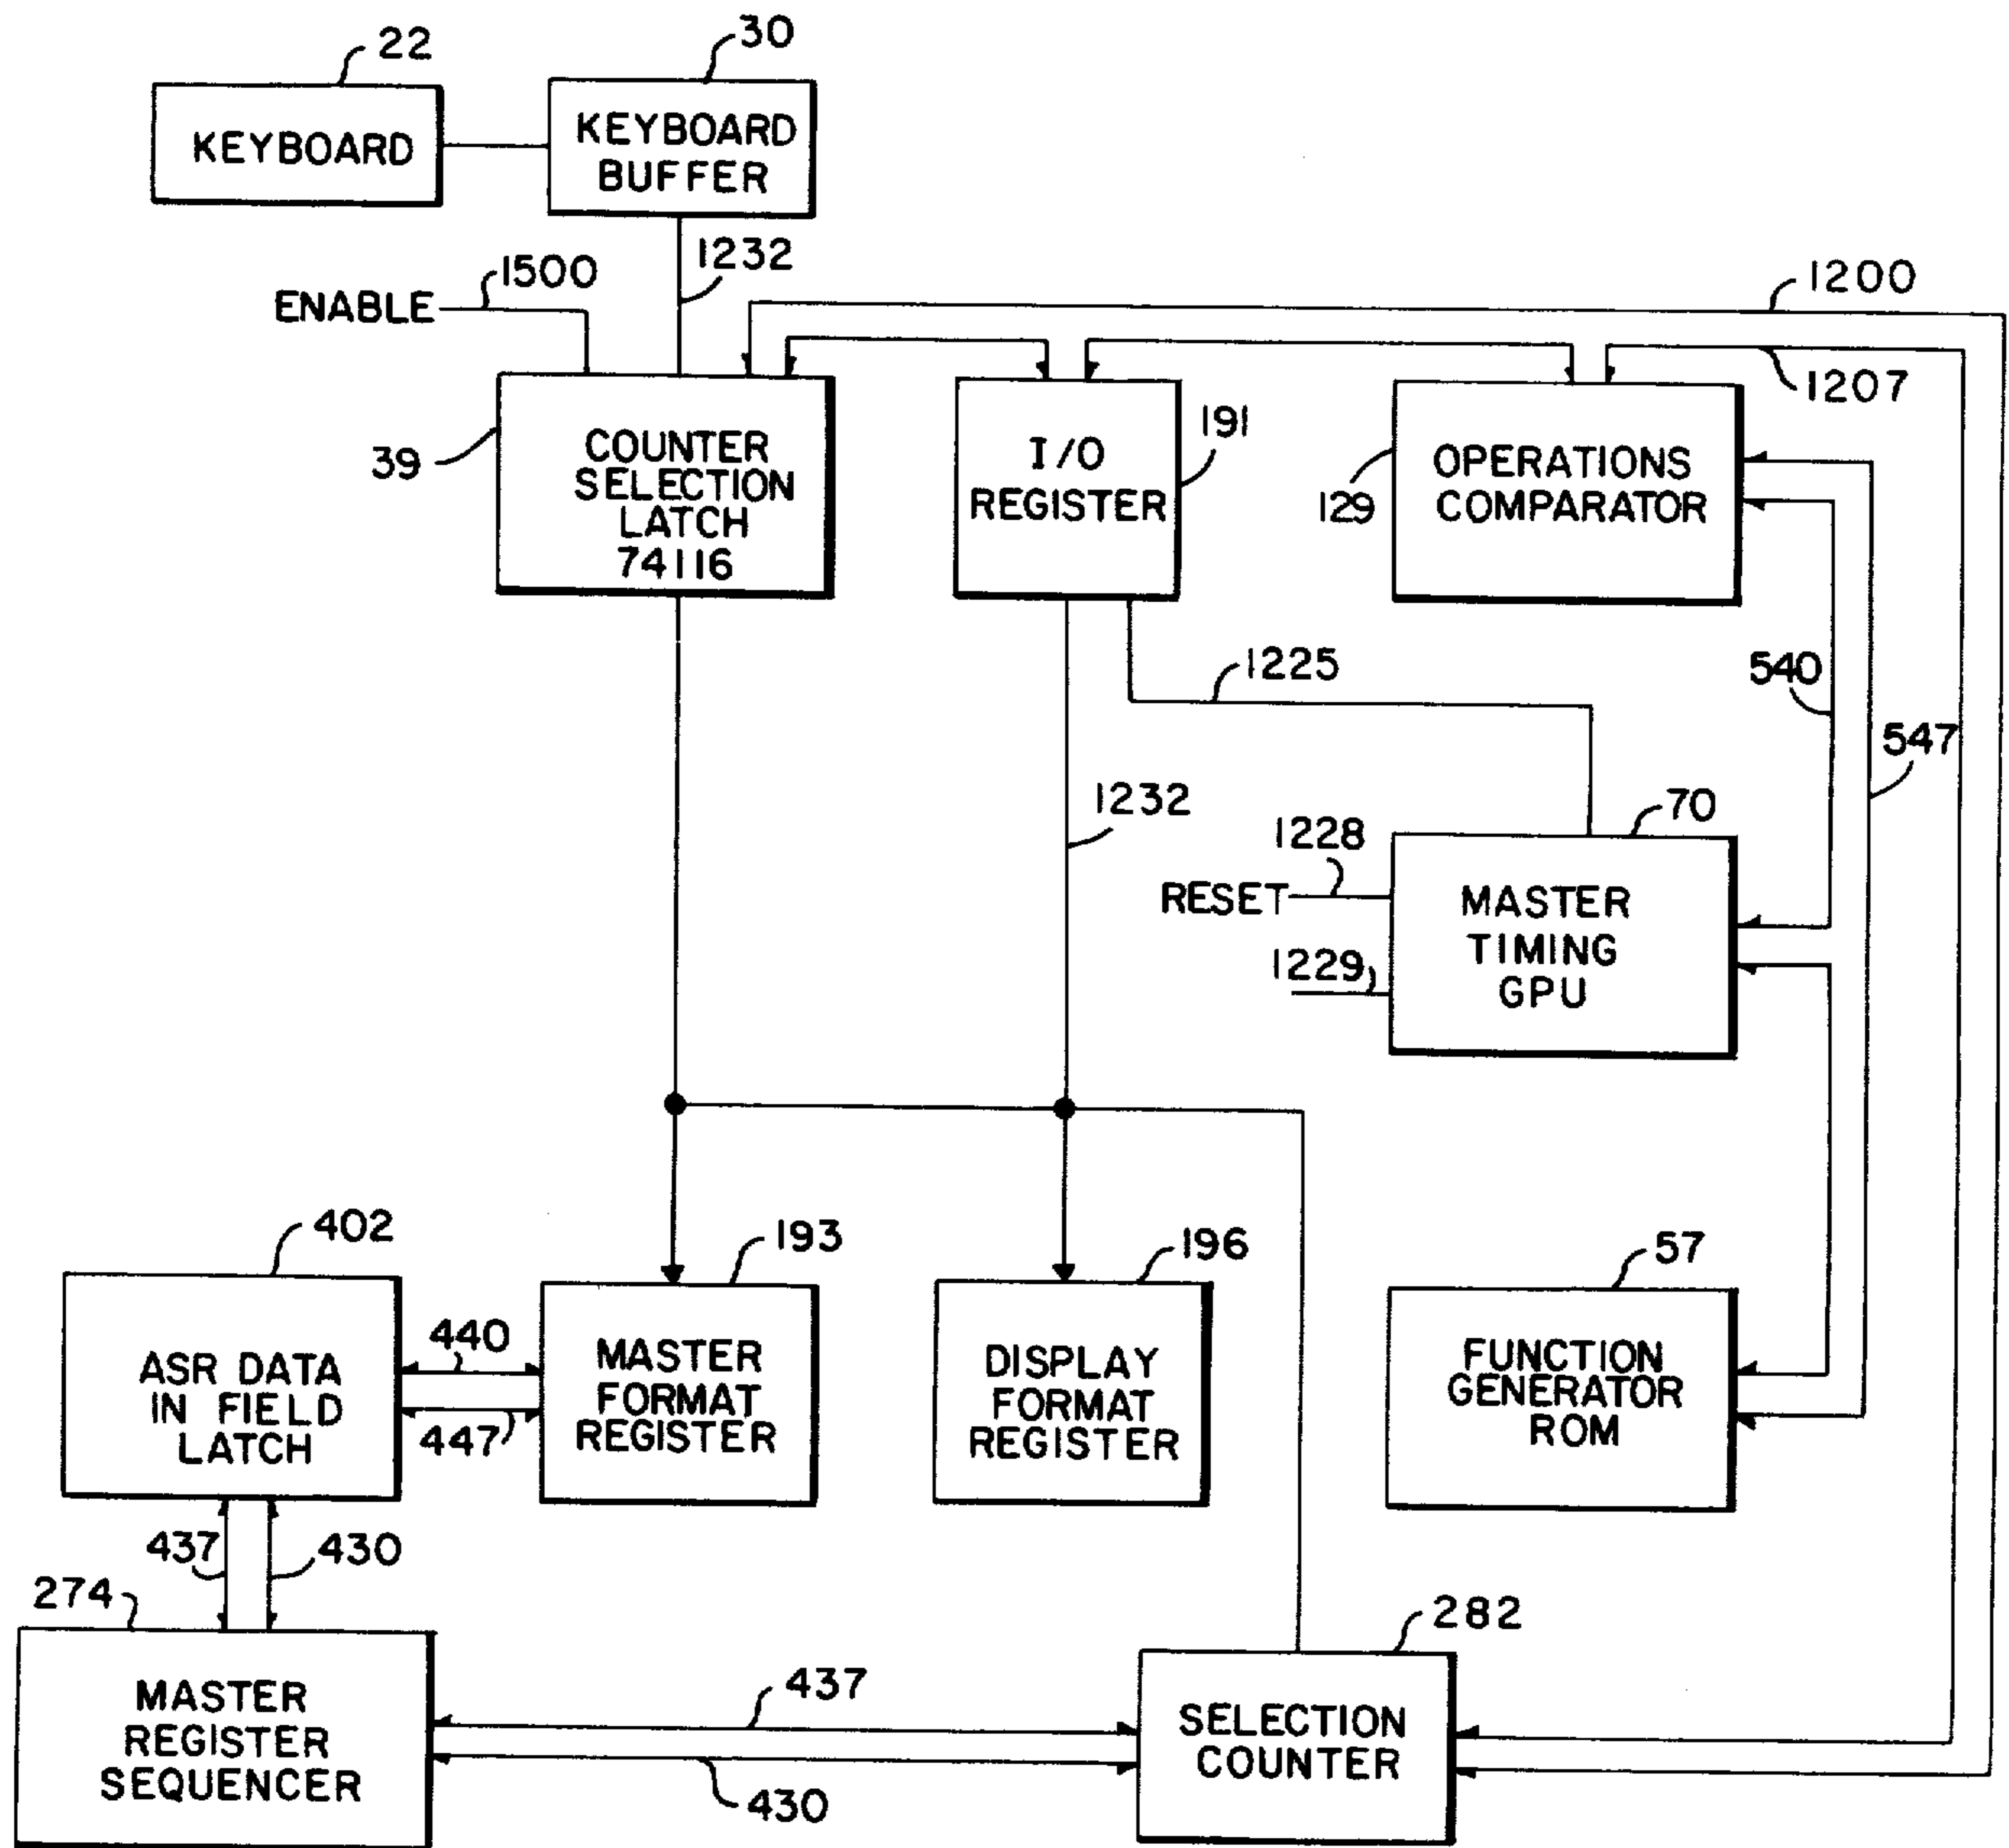 22
30
KEYBOARD
KEYBOARD
BUFFER
1500
1232
ENABLE
1200
1207
39
COUNTER
SELECTION
LATCH
74116
I/O
REGISTER
191
129
OPERATIONS
COMPARATOR
1225
540
547
1232
70
1228
RESET
1229
MASTER
TIMING
GPU
402
193
196
57
440
447
ASR DATA
IN FIELD
LATCH
MASTER
FORMAT
REGISTER
DISPLAY
FORMAT
REGISTER
FUNCTION
GENERATOR
ROM
437
430
274
282
MASTER
REGISTER
SEQUENCER
437
430
SELECTION
COUNTER